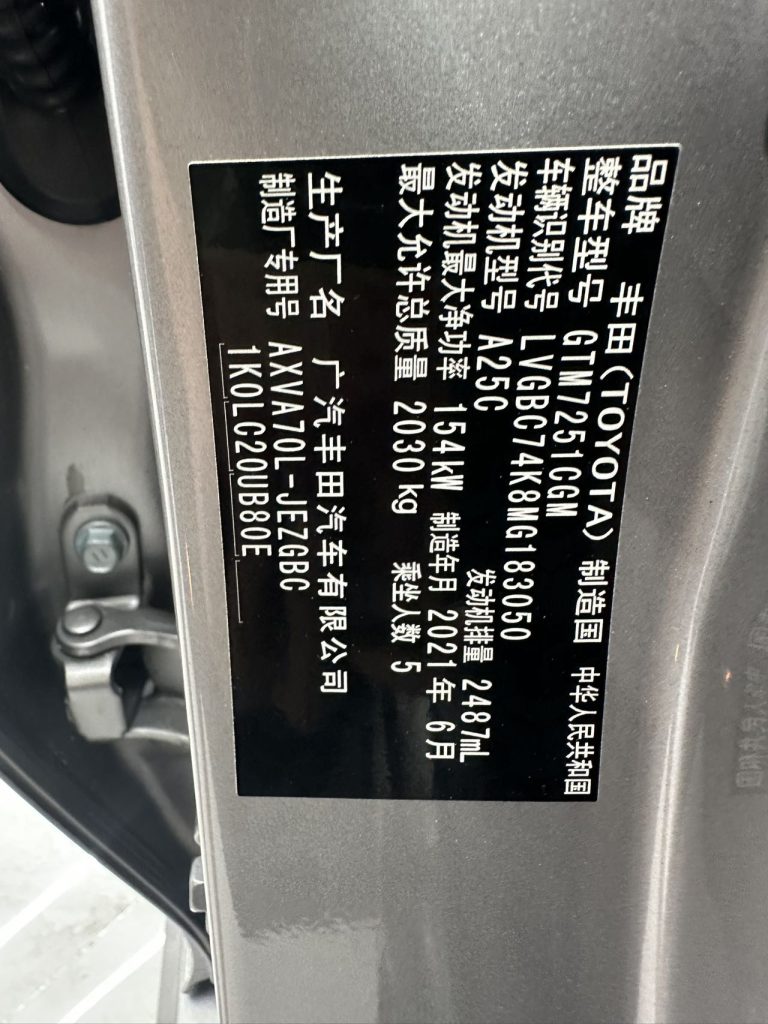 品牌 丰田(TOYOTA) 制造国 中华人民共和国
整车型号 GTM7251CGM
车辆识别代号 LVGBC74K8MG183050
发动机型号 A25C 发动机排量 2487mL
发动机最大净功率 154kW 制造年月 2021年 6月
最大允许总质量 2030 kg 乘坐人数 5
生产厂名 广汽丰田汽车有限公司
制造厂专用号 AXVA70L-JEZGBC
1K0LC20UB80E